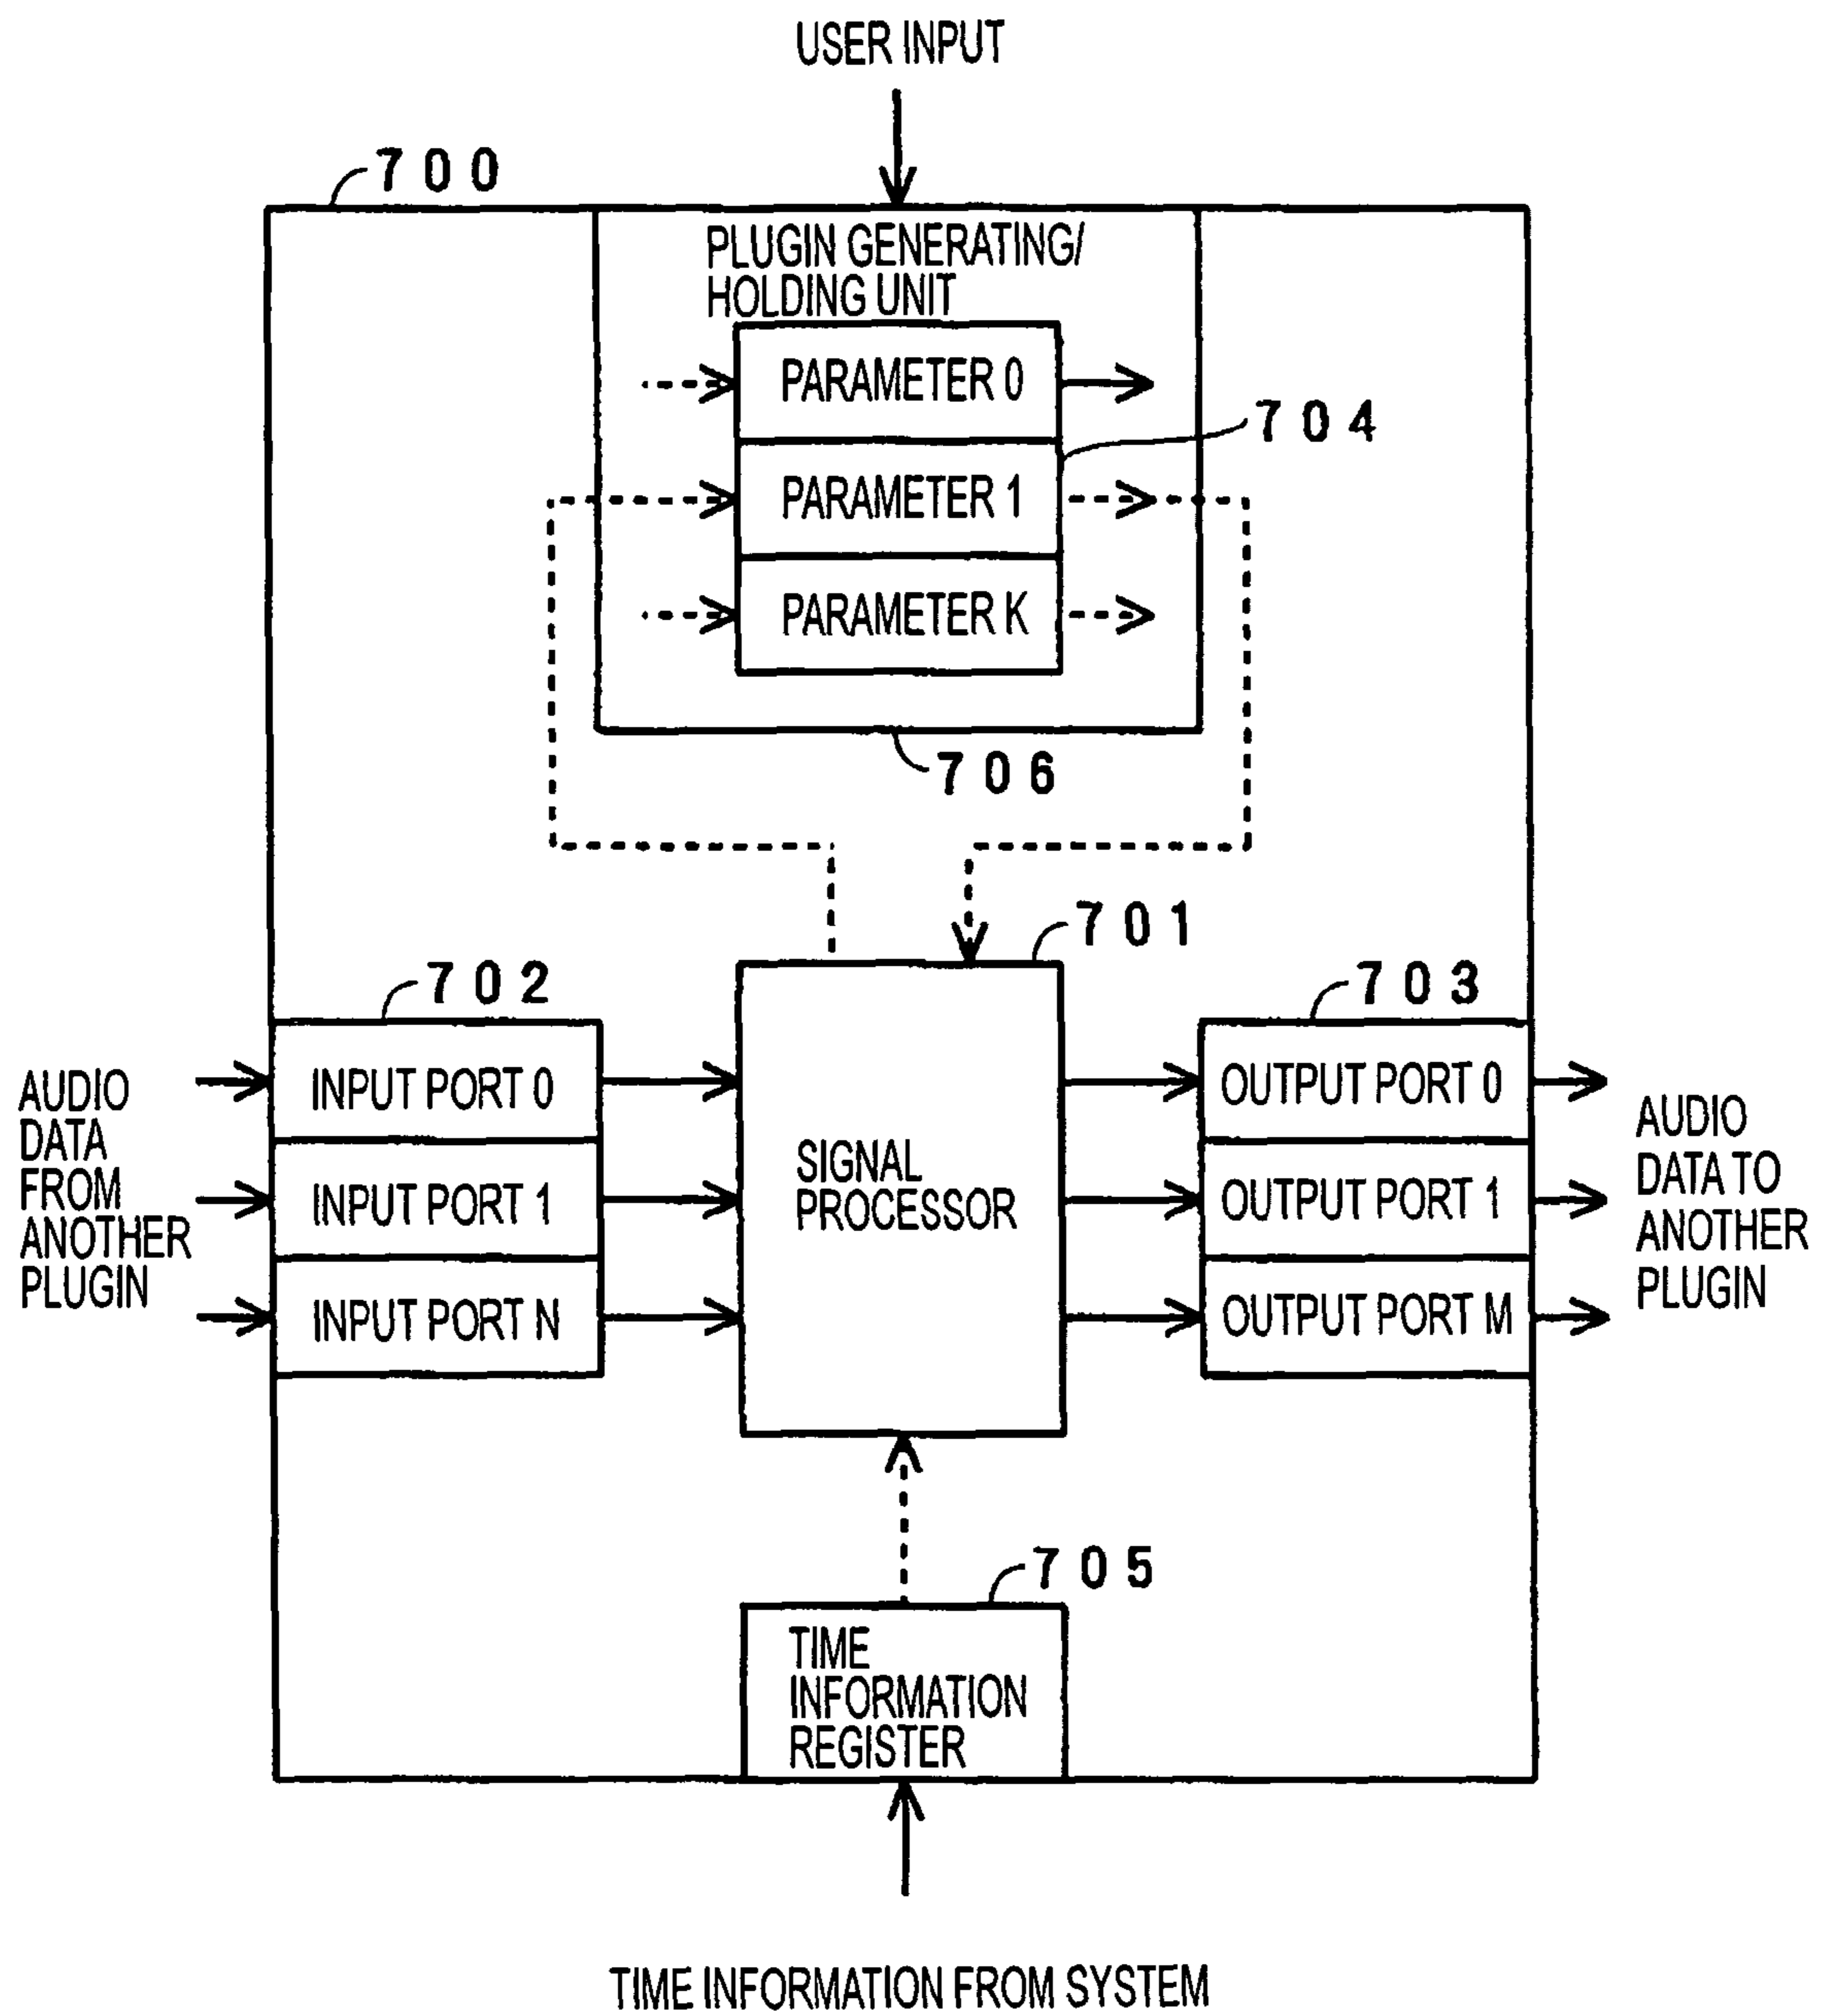 USER INPUT
700
PLUGIN GENERATING/
HOLDING UNIT
PARAMETER 0
704
PARAMETER 1
PARAMETER K
706
701
702
703
AUDIO
DATA
FROM
ANOTHER
PLUGIN
INPUT PORT 0
INPUT PORT 1
INPUT PORT N
SIGNAL
PROCESSOR
OUTPUT PORT 0
OUTPUT PORT 1
OUTPUT PORT M
AUDIO
DATA TO
ANOTHER
PLUGIN
705
TIME
INFORMATION
REGISTER
TIME INFORMATION FROM SYSTEM